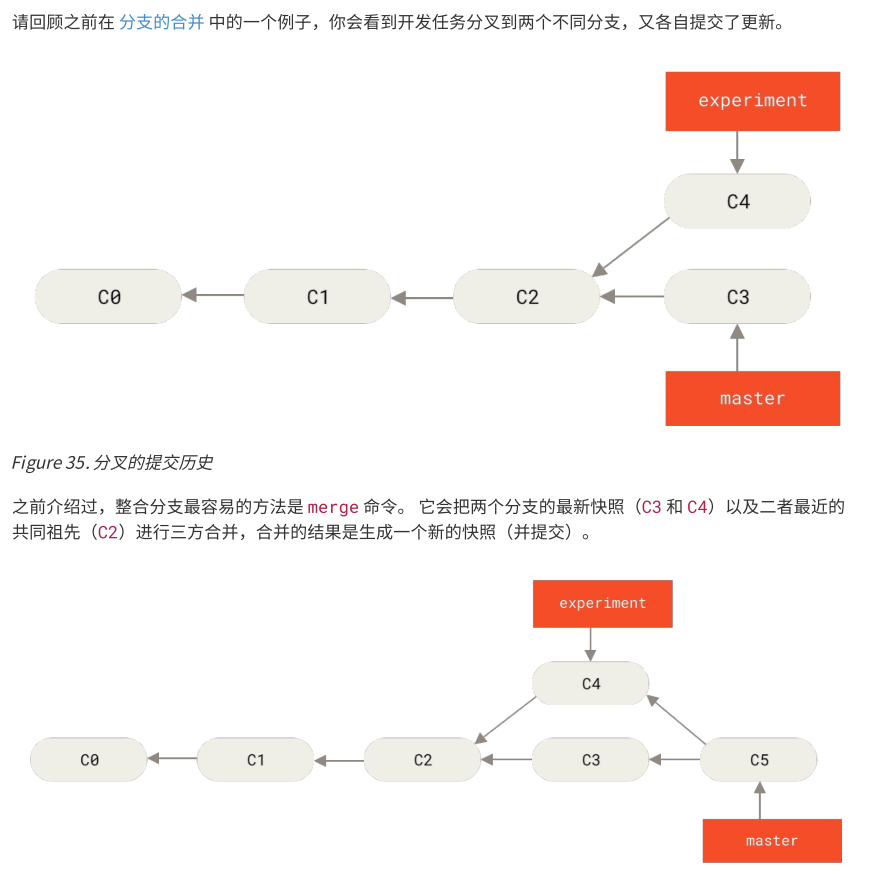 请回顾之前在 分支的合并 中的一个例子，你会看到开发任务分叉到两个不同分支，又各自提交了更新。
experiment
C4
C0 C1 C2 C3
master
Figure 35. 分叉的提交历史
之前介绍过，整合分支最容易的方法是 merge 命令。 它会把两个分支的最新快照（C3 和 C4）以及二者最近的
共同祖先（C2）进行三方合并，合并的结果是生成一个新的快照（并提交）。
experiment
C4
C0 C1 C2 C3 C5
master